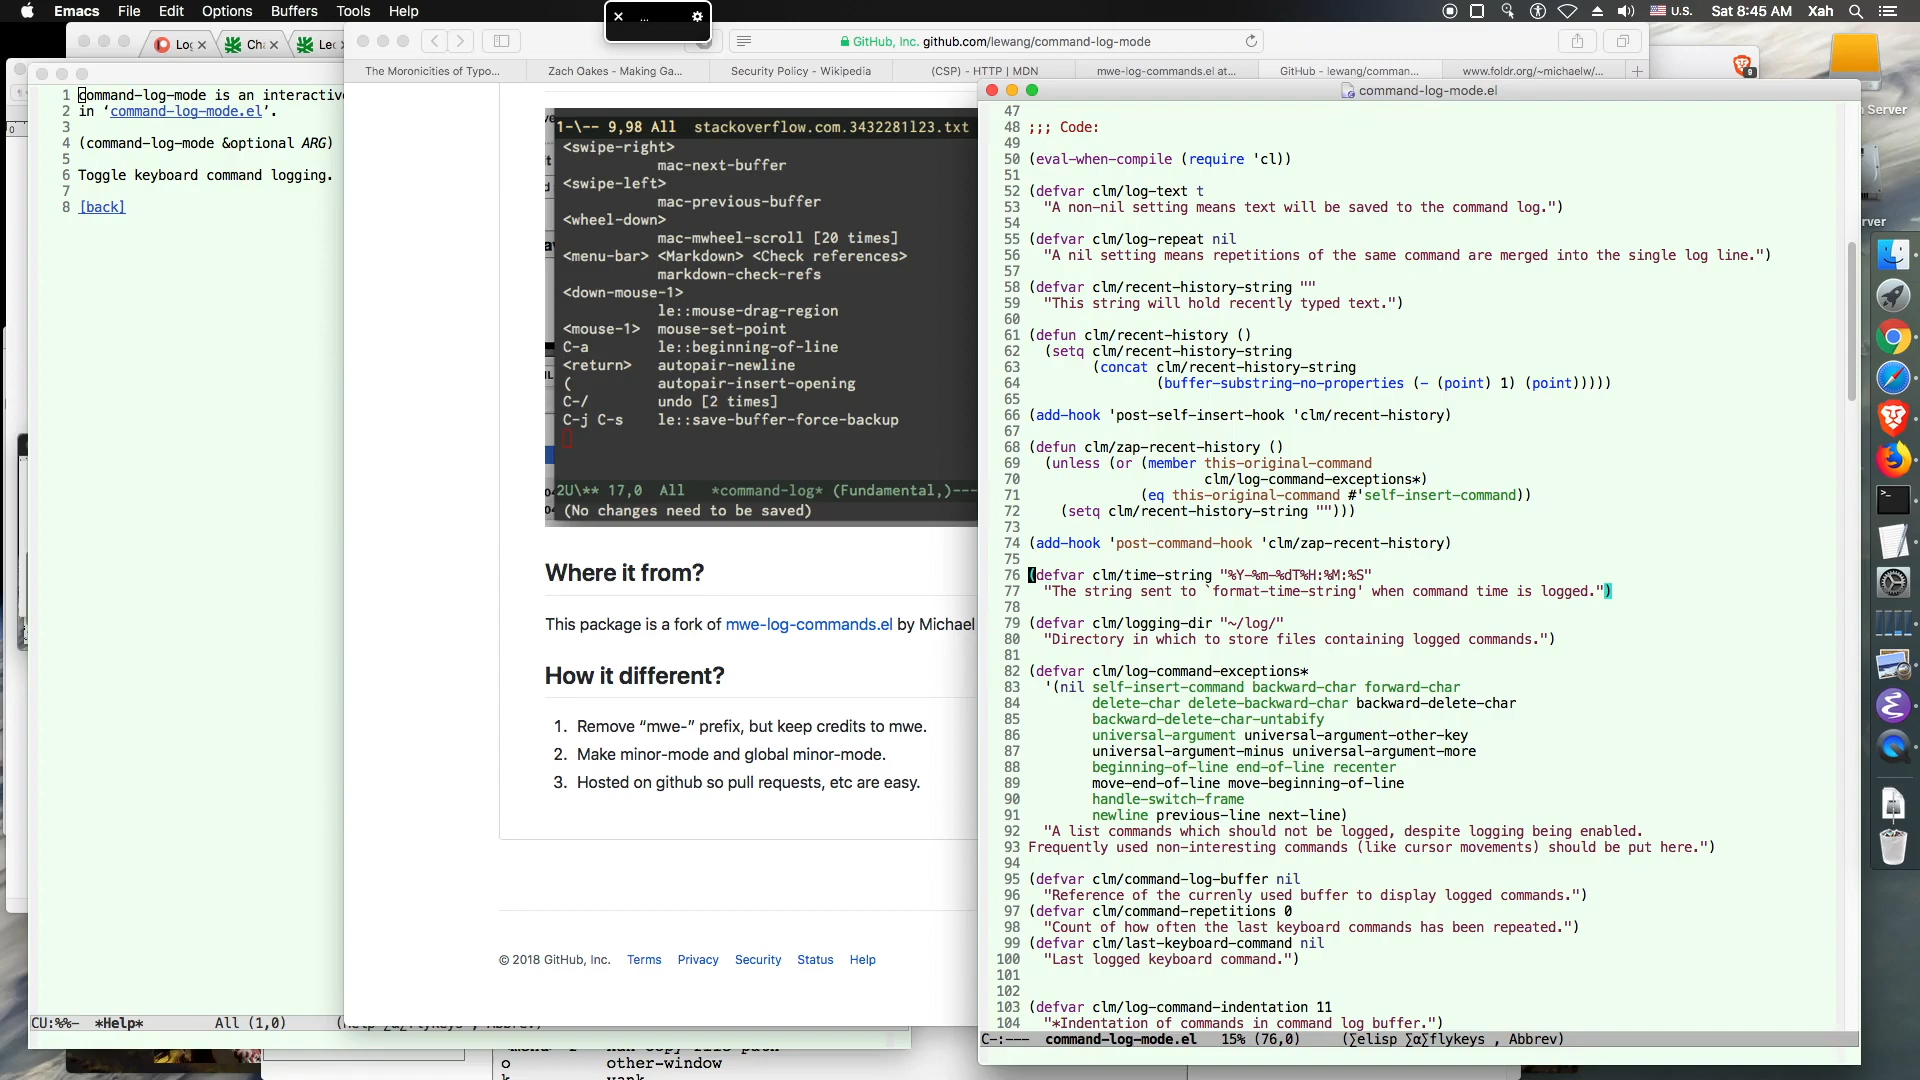 Emacs File Edit Options Buffers Tools Help
...
U.S. Sat 8:45 AM Xah
Loç
Cha
Lec
GitHub, Inc. github.com/lewang/command-log-mode
The Moronicities of Typo...
Zach Oakes - Making Ga...
Security Policy - Wikipedia
(CSP) - HTTP | MDN
mwe-log-commands.el at...
GitHub - lewang/comman...
www.foldr.org/~michaelw/...
1 command-log-mode is an interactive
2 in ‘command-log-mode.el’.
3
4 (command-log-mode &optional ARG)
5
6 Toggle keyboard command logging.
7
8 [back]
CU:%%- *Help* All (1,0)
1-\-- 9,98 All stackoverflow.com.3432281l23.txt
<swipe-right>
mac-next-buffer
<swipe-left>
mac-previous-buffer
<wheel-down>
mac-mwheel-scroll [20 times]
<menu-bar> <Markdown> <Check references>
markdown-check-refs
<down-mouse-1>
le::mouse-drag-region
<mouse-1> mouse-set-point
C-a le::beginning-of-line
<return> autopair-newline
( autopair-insert-opening
C-/ undo [2 times]
C-j C-s le::save-buffer-force-backup
2U\** 17,0 All *command-log* (Fundamental,)---
(No changes need to be saved)
Where it from?
This package is a fork of mwe-log-commands.el by Michael
How it different?
1. Remove “mwe-” prefix, but keep credits to mwe.
2. Make minor-mode and global minor-mode.
3. Hosted on github so pull requests, etc are easy.
© 2018 GitHub, Inc. Terms Privacy Security Status Help
o other-window
command-log-mode.el
47
48 ;;; Code:
49
50 (eval-when-compile (require 'cl))
51
52 (defvar clm/log-text t
53 "A non-nil setting means text will be saved to the command log.")
54
55 (defvar clm/log-repeat nil
56 "A nil setting means repetitions of the same command are merged into the single log line.")
57
58 (defvar clm/recent-history-string ""
59 "This string will hold recently typed text.")
60
61 (defun clm/recent-history ()
62 (setq clm/recent-history-string
63 (concat clm/recent-history-string
64 (buffer-substring-no-properties (- (point) 1) (point)))))
65
66 (add-hook 'post-self-insert-hook 'clm/recent-history)
67
68 (defun clm/zap-recent-history ()
69 (unless (or (member this-original-command
70 clm/log-command-exceptions*)
71 (eq this-original-command #'self-insert-command))
72 (setq clm/recent-history-string "")))
73
74 (add-hook 'post-command-hook 'clm/zap-recent-history)
75
76 (defvar clm/time-string "%Y-%m-%dT%H:%M:%S"
77 "The string sent to `format-time-string' when command time is logged.")
78
79 (defvar clm/logging-dir "~/log/"
80 "Directory in which to store files containing logged commands.")
81
82 (defvar clm/log-command-exceptions*
83 '(nil self-insert-command backward-char forward-char
84 delete-char delete-backward-char backward-delete-char
85 backward-delete-char-untabify
86 universal-argument universal-argument-other-key
87 universal-argument-minus universal-argument-more
88 beginning-of-line end-of-line recenter
89 move-end-of-line move-beginning-of-line
90 handle-switch-frame
91 newline previous-line next-line)
92 "A list commands which should not be logged, despite logging being enabled.
93 Frequently used non-interesting commands (like cursor movements) should be put here.")
94
95 (defvar clm/command-log-buffer nil
96 "Reference of the currenly used buffer to display logged commands.")
97 (defvar clm/command-repetitions 0
98 "Count of how often the last keyboard commands has been repeated.")
99 (defvar clm/last-keyboard-command nil
100 "Last logged keyboard command.")
101
102
103 (defvar clm/log-command-indentation 11
104 "*Indentation of commands in command log buffer.")
C-:--- command-log-mode.el 15% (76,0) (∑elisp ∑α∑flykeys , Abbrev)
Server